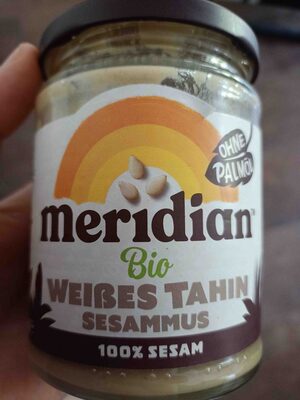 OHNE
PALMÖL
meridian
Bio
WEIẞES TAHIN
SESAMMUS
100% SESAM